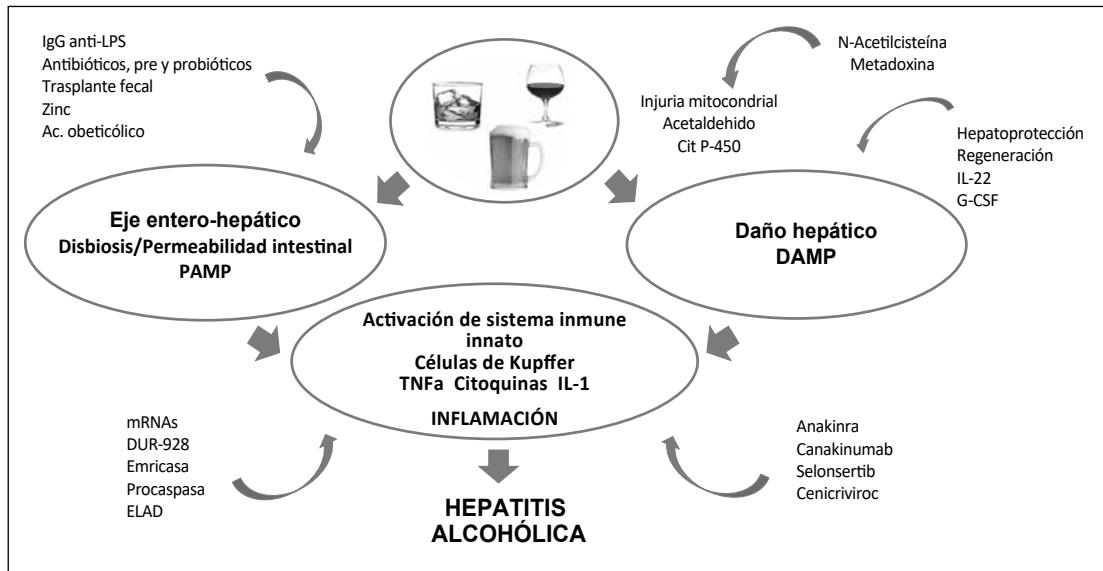 IgG anti-LPS
Antibióticos, pre y probióticos
Trasplante fecal
Zinc
Ac. obeticólico
N-Acetilcisteína
Metadoxina
Injuria mitocondrial
Acetaldehido
Cit P-450
Hepatoprotección
Regeneración
IL-22
G-CSF
Eje entero-hepático
Disbiosis/Permeabilidad intestinal
PAMP
Daño hepático
DAMP
Activación de sistema inmune
innato
Células de Kupffer
TNFa Citoquinas IL-1
INFLAMACIÓN
mRNAs
DUR-928
Emricasa
Procaspasa
ELAD
Anakinra
Canakinumab
Selonsertib
Cenicriviroc
HEPATITIS
ALCOHÓLICA